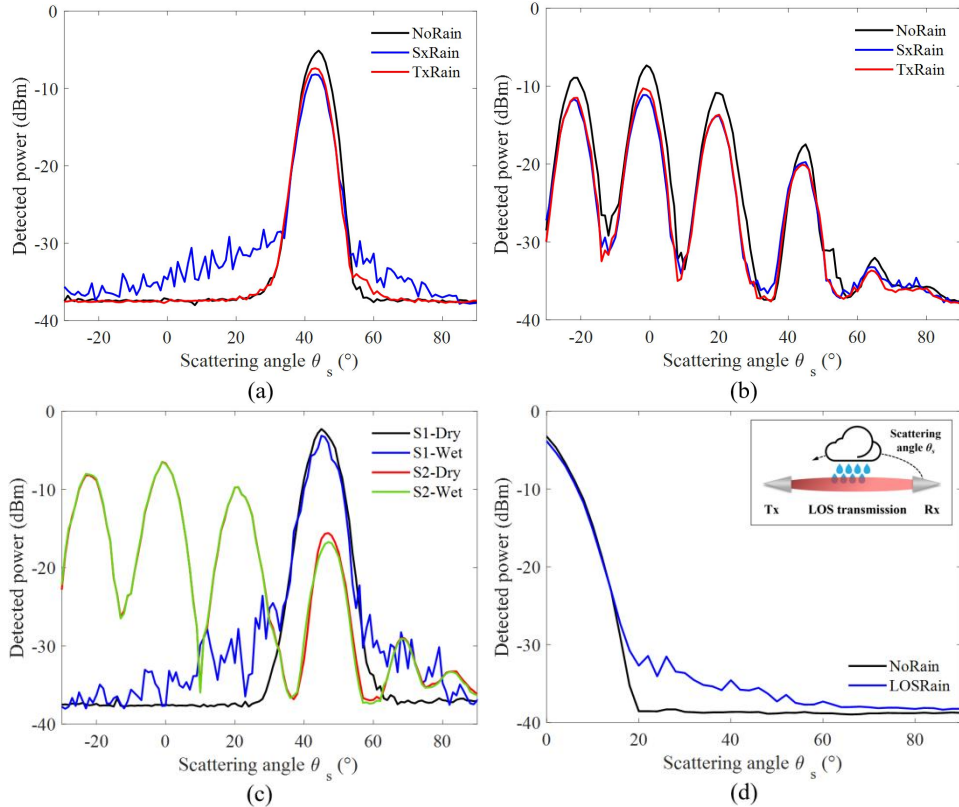 0
-10
-20
-30
-40
Detected power (dBm)
-20 0 20 40 60 80
Scattering angle θ s (°)
NoRain
SxRain
TxRain
(a)
0
-10
-20
-30
-40
Detected power (dBm)
-20 0 20 40 60 80
Scattering angle θ s (°)
NoRain
SxRain
TxRain
(b)
0
-10
-20
-30
-40
Detected power (dBm)
-20 0 20 40 60 80
Scattering angle θ s (°)
S1-Dry
S1-Wet
S2-Dry
S2-Wet
(c)
0
-10
-20
-30
-40
Detected power (dBm)
0 20 40 60 80
Scattering angle θ s (°)
Scattering
angle θs
Tx LOS transmission Rx
NoRain
LOSRain
(d)